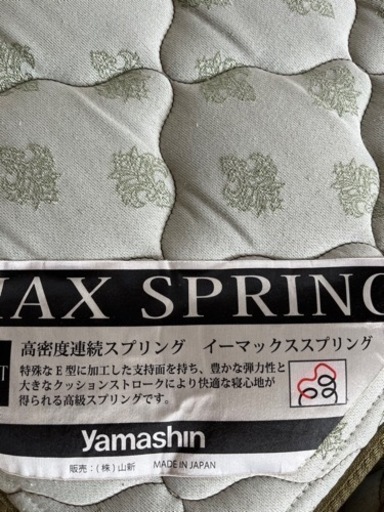 MAX SPRING
高密度連続スプリング イーマックススプリング
特殊なE型に加工した支持面を持ち、豊かな弾力性と
大きなクッションストロークにより快適な寝心地が
得られる高級スプリングです。
yamashin
販売:(株)山新 MADE IN JAPAN